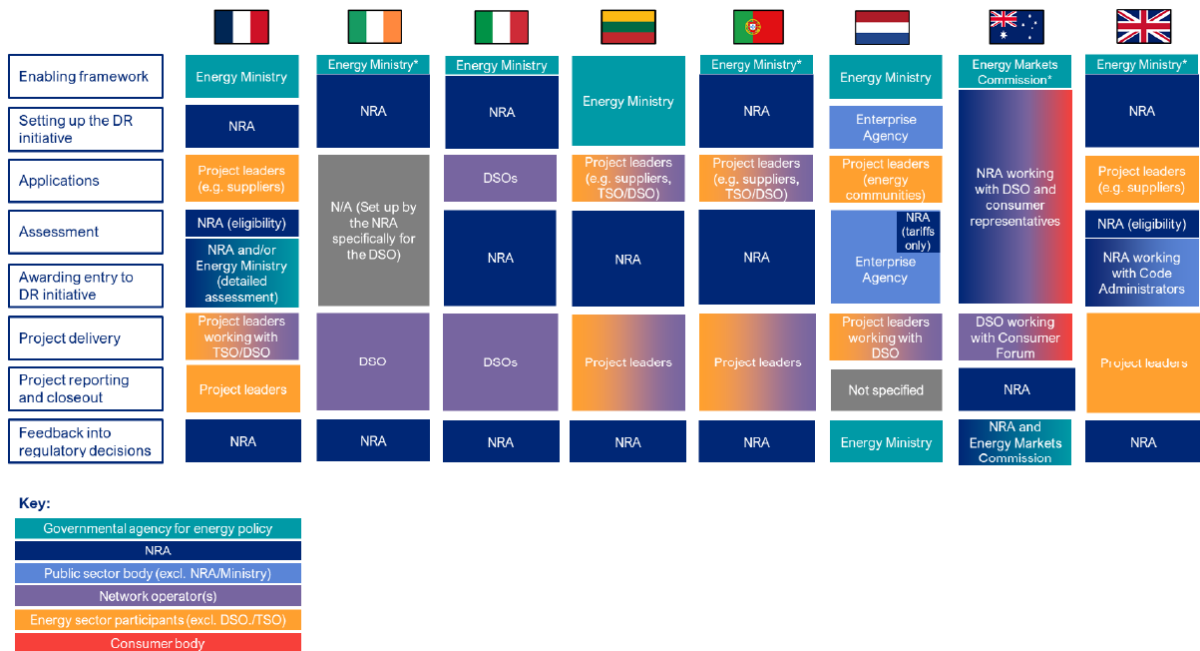 Enabling framework
Energy Ministry
Energy Ministry*
Energy Ministry
Energy Ministry
Energy Ministry*
Energy Ministry
Energy Markets
Commission*
Energy Ministry*
Setting up the DR
initiative
NRA
NRA
NRA
NRA
Enterprise
Agency
NRA
Applications
Project leaders
(e.g. suppliers)
N/A (Set up by
the NRA
specifically for
the DSO)
DSOs
Project leaders
(e.g. suppliers,
TSO/DSO)
Project leaders
(e.g. suppliers,
TSO/DSO)
Project leaders
(energy
communities)
NRA working
with DSO and
consumer
representatives
Project leaders
(e.g. suppliers)
Assessment
NRA (eligibility)
NRA and/or
Energy Ministry
(detailed
assessment)
NRA
NRA
NRA
NRA
(tariffs
only)
Enterprise
Agency
NRA (eligibility)
NRA working
with Code
Administrators
Awarding entry to
DR initiative
Project delivery
Project leaders
working with
TSO/DSO
DSO
DSOs
Project leaders
Project leaders
Project leaders
working with
DSO
DSO working
with Consumer
Forum
Project leaders
Project reporting
and closeout
Project leaders
Not specified
NRA
Feedback into
regulatory decisions
NRA
NRA
NRA
NRA
NRA
Energy Ministry
NRA and
Energy Markets
Commission
NRA
Key:
Governmental agency for energy policy
NRA
Public sector body (excl. NRA/Ministry)
Network operator(s)
Energy sector participants (excl. DSO./TSO)
Consumer body